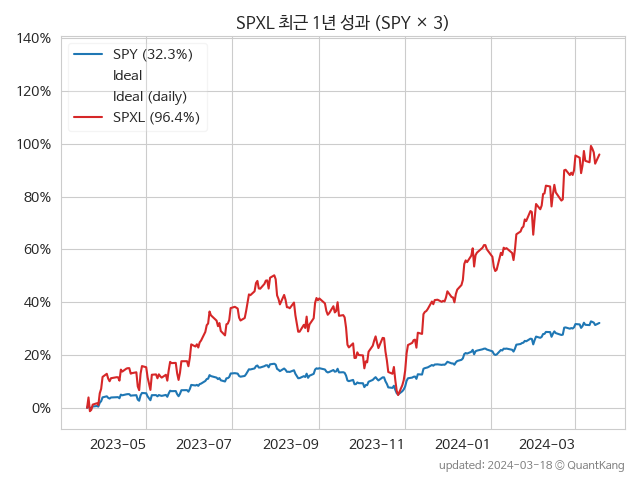 SPXL 최근 1년 성과 (SPY × 3)
140%
120%
100%
80%
60%
40%
20%
0%
SPY (32.3%)
Ideal
Ideal (daily)
SPXL (96.4%)
2023−05
2023−07
2023−09
2023−11
2024−01
2024−03
updated: 2024−03−18 © QuantKang